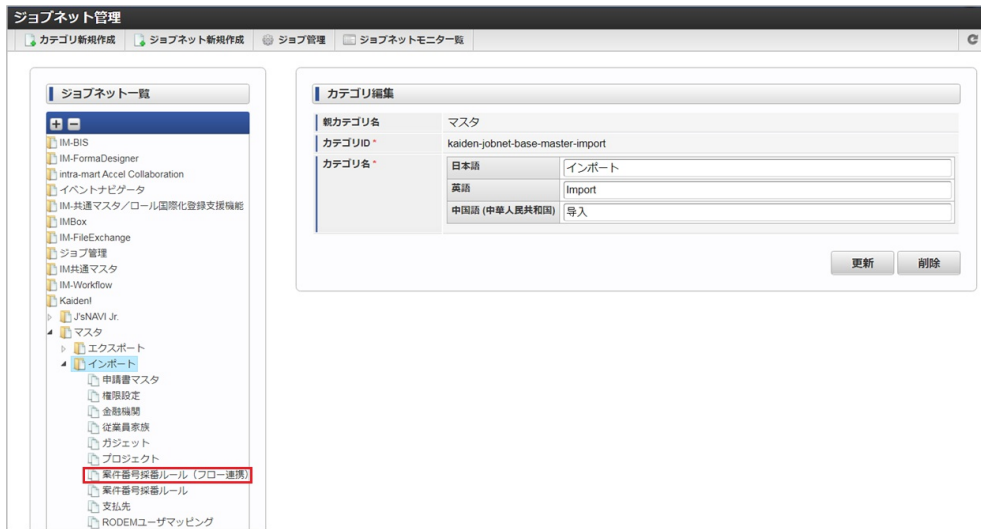 ジョブネット管理
カテゴリ新規作成 ジョブネット新規作成 ジョブ管理 ジョブネットモニター覧
ジョブネット一覧
IM-BIS
IM-FormaDesigner
intra-mart Accel Collaboration
イベントナビゲータ
IM-共通マスタ／ロール国際化登録支援機能
IMBox
IM-FileExchange
ジョブ管理
IM共通マスタ
IM-Workflow
Kaiden!
J'sNAVI Jr.
マスタ
エクスポート
インポート
申請書マスタ
権限設定
金融機関
従業員家族
ガジェット
プロジェクト
案件番号採番ルール（フロー連携）
案件番号採番ルール
支払先
RODEMユーザマッピング
カテゴリ編集
親カテゴリ名 マスタ
カテゴリID * kaiden-jobnet-base-master-import
カテゴリ名 * 日本語 インポート
英語 Import
中国語 (中華人民共和国) 导入
更新 削除